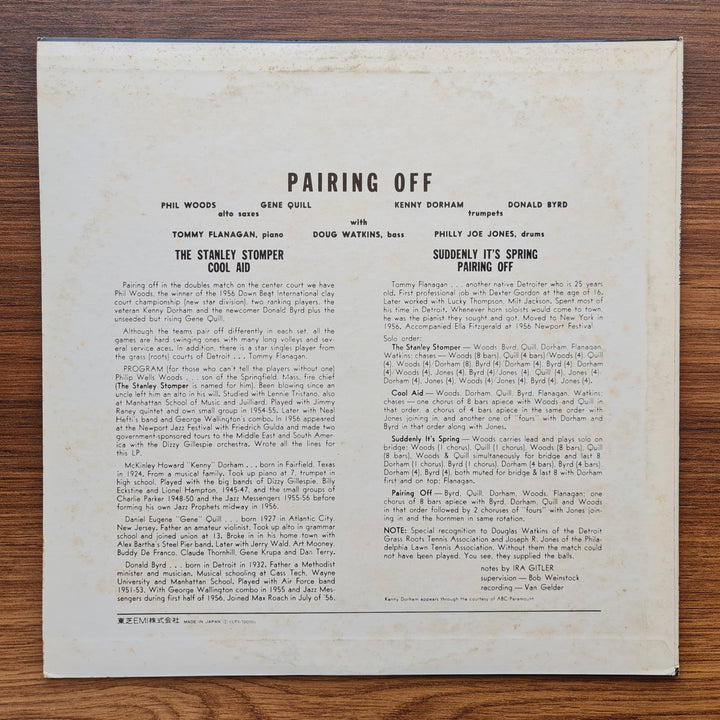 PAIRING OFF
PHIL WOODS GENE QUILL KENNY DORHAM DONALD BYRD
alto saxes trumpets
with
TOMMY FLANAGAN, piano DOUG WATKINS, bass PHILLY JOE JONES, drums
THE STANLEY STOMPER
COOL AID
Pairing off in the doubles match on the center court we have
Phil Woods, the winner of the 1956 Down Beat International clay
court championship (new star division), two ranking players, the
veteran Kenny Dorham and the newcomer Donald Byrd plus the
unseeded but rising Gene Quill.
Although the teams pair off differently in each set, all the
games are hard swinging ones with many long volleys and sev-
eral service aces. In addition, there is a star singles player from
the grass (roots) courts of Detroit . . . Tommy Flanagan.
PROGRAM (for those who can't tell the players without one)
Philip Wells Woods . . . son of the Springfield, Mass. fire chief
(The Stanley Stomper is named for him). Been blowing since an
uncle left him an alto in his will. Studied with Lennie Tristano, also
at Manhattan School of Music and Juilliard. Played with Jimmy
Raney quintet and own small group in 1954-55. Later with Neal
Hefti's band and George Wallington's combo. In 1956 appeared
at the Newport Jazz Festival with Friedrich Gulda and made two
government-sponsored tours to the Middle East and South Amer-
ica with the Dizzy Gillespie orchestra. Wrote all the lines for
this LP.
McKinley Howard "Kenny" Dorham . . . born in Fairfield, Texas
in 1924. From a musical family. Took up piano at 7, trumpet in
high school. Played with the big bands of Dizzy Gillespie, Billy
Eckstine and Lionel Hampton, 1945-47, and the small groups of
Charlie Parker 1948-50 and the Jazz Messengers 1955-56 before
forming his own Jazz Prophets midway in 1956.
Daniel Eugene "Gene" Quill . . . born 1927 in Atlantic City,
New Jersey. Father an amateur violinist. Took up alto in grammar
school and joined union at 13. Broke in in his home town with
Alex Bartha's Steel Pier band. Later with Jerry Wald, Art Mooney,
Buddy De Franco, Claude Thornhill, Gene Krupa and Dan Terry.
Donald Byrd . . . born in Detroit in 1932. Father a Methodist
minister and musician. Musical schooling at Cass Tech, Wayne
University and Manhattan School. Played with Air Force band
1951-53. With George Wallington combo in 1955 and Jazz Mes-
sengers during first half of 1956. Joined Max Roach in July of '56.
SUDDENLY IT'S SPRING
PAIRING OFF
Tommy Flanagan . . . another native Detroiter who is 25 years
old. First professional job with Dexter Gordon at the age of 16.
Later worked with Lucky Thompson, Milt Jackson. Spent most of
his time in Detroit. Whenever horn soloists would come to town,
he was the pianist they sought and got. Moved to New York in
1956. Accompanied Ella Fitzgerald at 1956 Newport Festival
Solo order:
The Stanley Stomper — Woods, Byrd, Quill, Dorham, Flanagan,
Watkins; chases — Woods (8 bars), Quill (4 bars)/Woods (4), Quill
(4), Woods (4)/ Dorham (8), Byrd (4)/ Dorham (4), Byrd (4), Dorham
(4)/Woods (4), Jones (4), Byrd (4), Jones (4)/ Quill (4), Jones (4),
Dorham (4), Jones (4), Woods (4)/ Jones (4), Byrd (4), Jones (4),
Quill (4), Jones (4), Dorham (4), Jones (4).
Cool Aid — Woods, Dorham, Quill, Byrd, Flanagan, Watkins;
chases — one chorus of 8 bars apiece with Woods and Quill in
that order; a chorus of 4 bars apiece in the same order with
Jones joining in and another one of "fours" with Dorham and
Byrd in that order along with Jones.
Suddenly It's Spring — Woods carries lead and plays solo on
bridge; Woods (1 chorus), Quill (1 chorus), Woods (8 bars), Quill
(8 bars), Woods & Quill simultaneously for bridge and last 8
Dorham (1 chorus), Byrd (1 chorus), Dorham (8 bars), Byrd (4 bars)
Dorham (4), Byrd (4), Dorham (4), both muted for bridge & last 8 with Dorham
first and on top; Flanagan.
Pairing Off — Byrd, Quill, Dorham, Woods, Flanagan; one
chorus of 8 bars apiece with Byrd, Dorham, Quill and Woods
in that order followed by 2 choruses of "fours" with Jones join-
ing in and the hornmen in same rotation.
NOTE: Special recognition to Douglas Watkins of the Detroit
Grass Roots Tennis Association and Joseph R. Jones of the Phila-
delphia Lawn Tennis Association. Without them the match could
not have been played. You see, they supplied the balls.
notes by IRA GITLER
supervision — Bob Weinstock
recording — Van Gelder
Kenny Dorham appears through the courtesy of ABC-Paramount
東芝EMI株式会社 MADE IN JAPAN